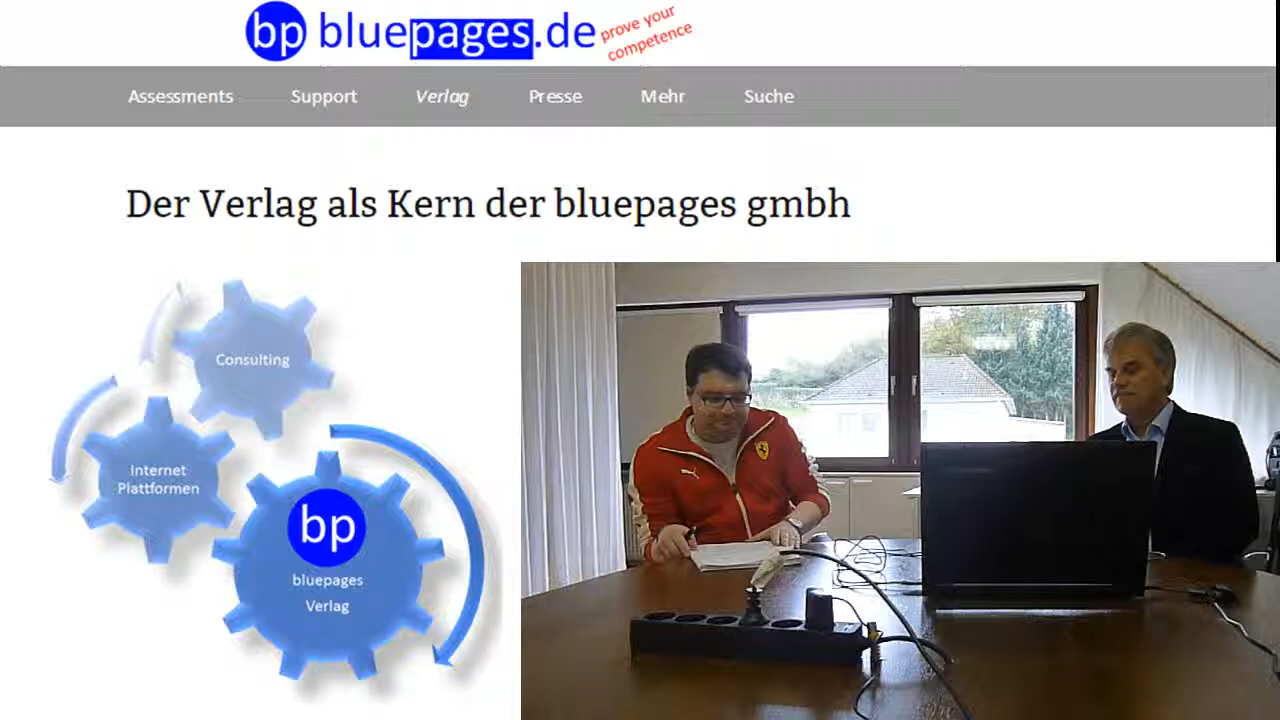 bp bluepages.de prove your
competence
Assessments Support Verlag Presse Mehr Suche
Der Verlag als Kern der bluepages gmbh
Consulting
Internet
Plattformen
bp
bluepages
Verlag